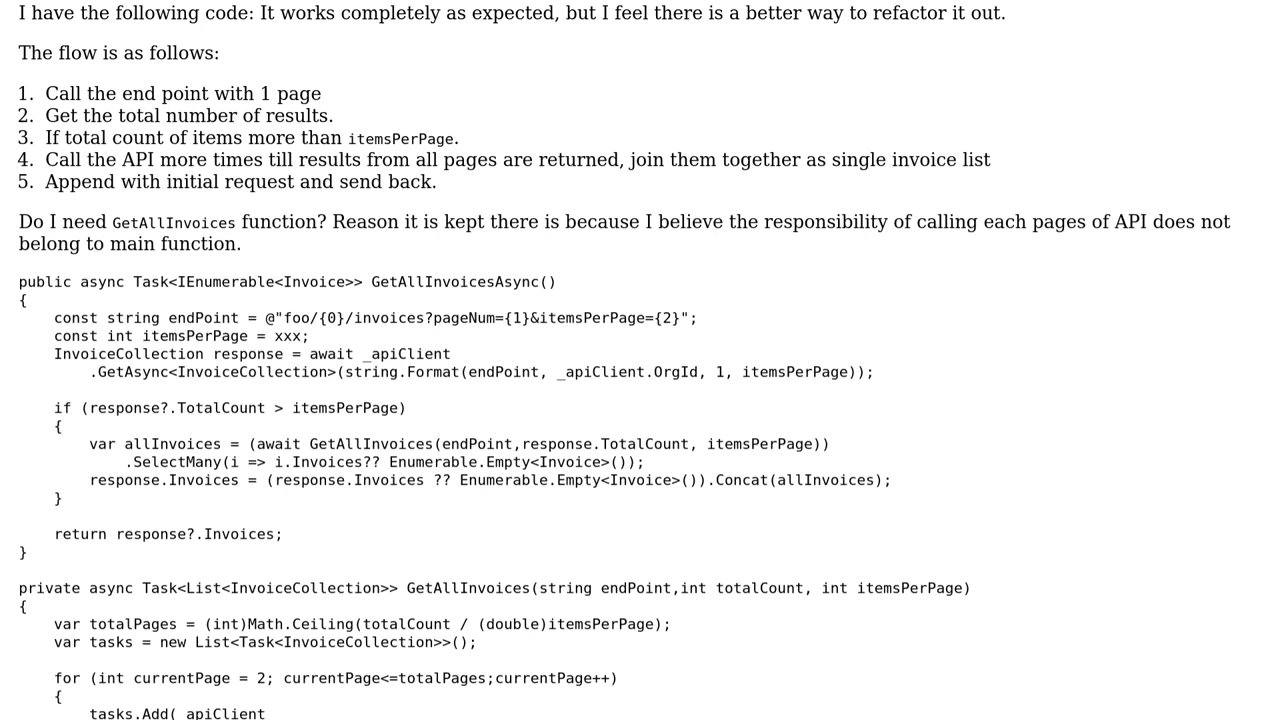 I have the following code: It works completely as expected, but I feel there is a better way to refactor it out.
The flow is as follows:
1. Call the end point with 1 page
2. Get the total number of results.
3. If total count of items more than itemsPerPage.
4. Call the API more times till results from all pages are returned, join them together as single invoice list
5. Append with initial request and send back.
Do I need GetAllInvoices function? Reason it is kept there is because I believe the responsibility of calling each pages of API does not
belong to main function.
public async Task<IEnumerable<Invoice>> GetAllInvoicesAsync()
{
    const string endPoint = @"foo/{0}/invoices?pageNum={1}&itemsPerPage={2}";
    const int itemsPerPage = xxx;
    InvoiceCollection response = await _apiClient
        .GetAsync<InvoiceCollection>(string.Format(endPoint, _apiClient.OrgId, 1, itemsPerPage));
    if (response?.TotalCount > itemsPerPage)
    {
        var allInvoices = (await GetAllInvoices(endPoint,response.TotalCount, itemsPerPage))
            .SelectMany(i => i.Invoices?? Enumerable.Empty<Invoice>());
        response.Invoices = (response.Invoices ?? Enumerable.Empty<Invoice>()).Concat(allInvoices);
    }
    return response?.Invoices;
}
private async Task<List<InvoiceCollection>> GetAllInvoices(string endPoint,int totalCount, int itemsPerPage)
{
    var totalPages = (int)Math.Ceiling(totalCount / (double)itemsPerPage);
    var tasks = new List<Task<InvoiceCollection>>();
    for (int currentPage = 2; currentPage<=totalPages;currentPage++)
    {
        tasks.Add(_apiClient